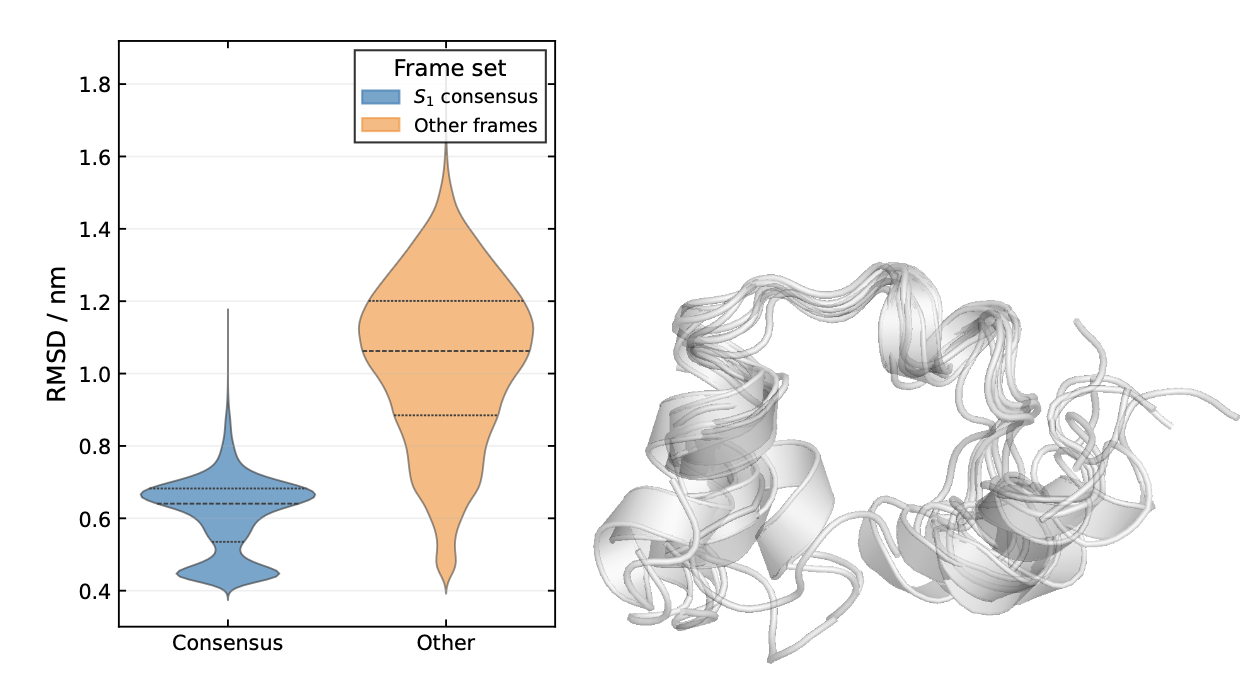 Frame set
S₁ consensus
Other frames
RMSD / nm
1.8
1.6
1.4
1.2
1.0
0.8
0.6
0.4
Consensus Other